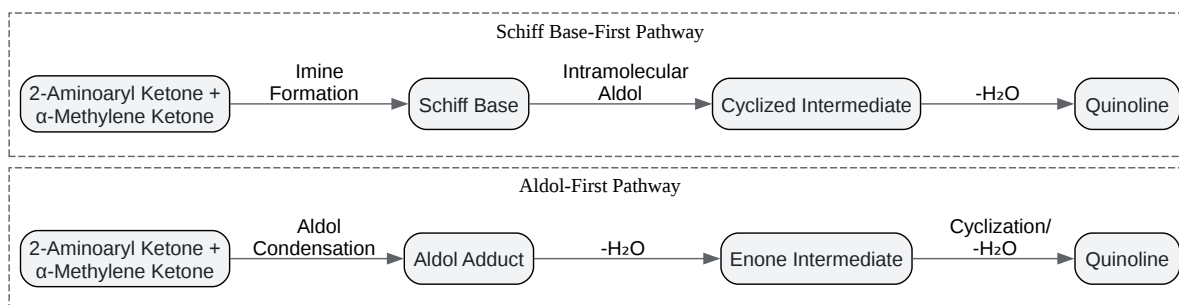 Schiff Base-First Pathway
2-Aminoaryl Ketone +
α-Methylene Ketone
Imine
Formation
Schiff Base
Intramolecular
Aldol
Cyclized Intermediate
-H₂O
Quinoline
Aldol-First Pathway
2-Aminoaryl Ketone +
α-Methylene Ketone
Aldol
Condensation
Aldol Adduct
-H₂O
Enone Intermediate
Cyclization/
-H₂O
Quinoline